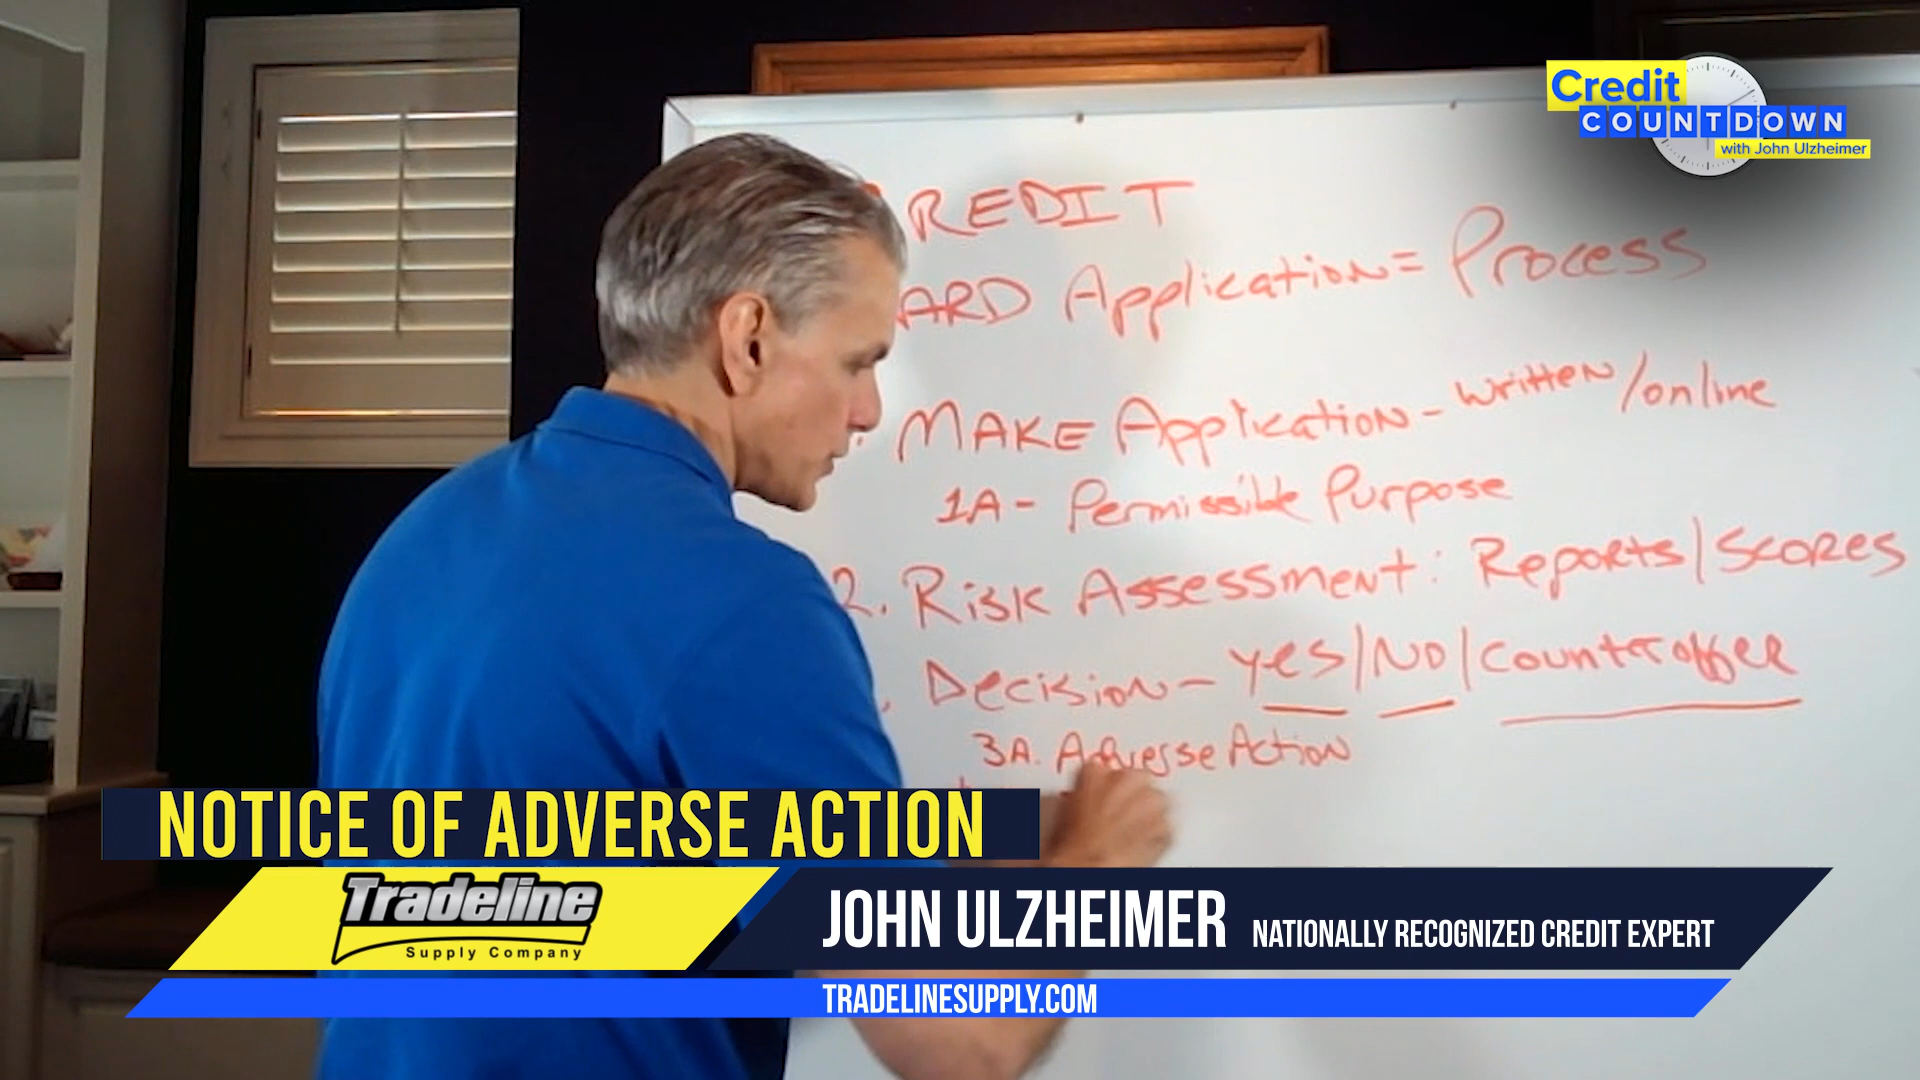 Credit
COUNTDOWN
with John Ulzheimer
REDIT
ARD Application = Process
. MAKE Application - written/online
1A - Permissible Purpose
2. Risk Assessment: Reports/Scores
. Decision - yes/No/Counteroffer
3A. Adverse Action
NOTICE OF ADVERSE ACTION
Tradeline
Supply Company
JOHN ULZHEIMER NATIONALLY RECOGNIZED CREDIT EXPERT
TRADELINESUPPLY.COM